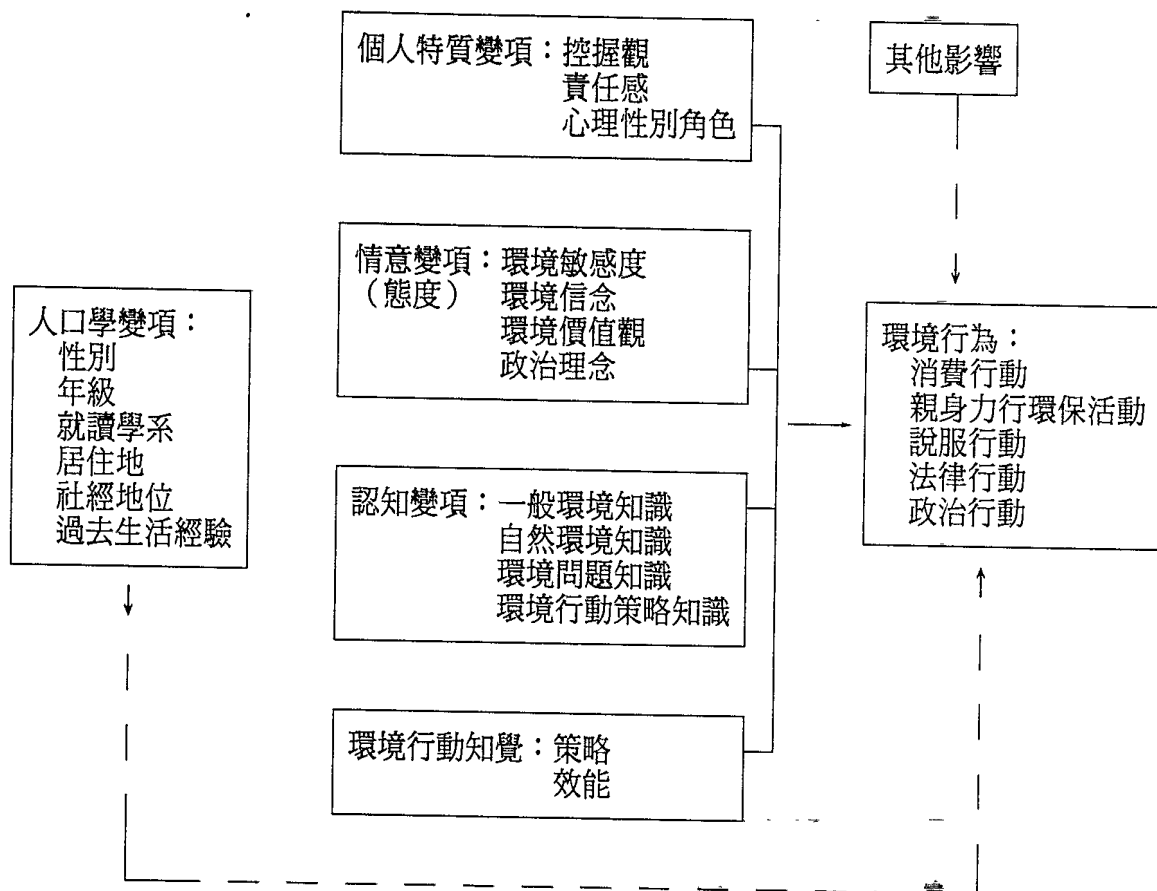 個人特質變項：控握觀
責任感
心理性別角色
其他影響
情意變項：環境敏感度
（態度） 環境信念
環境價值觀
政治理念
人口學變項：
性別
年級
就讀學系
居住地
社經地位
過去生活經驗
環境行為：
消費行動
親身力行環保活動
說服行動
法律行動
政治行動
認知變項：一般環境知識
自然環境知識
環境問題知識
環境行動策略知識
環境行動知覺：策略
效能